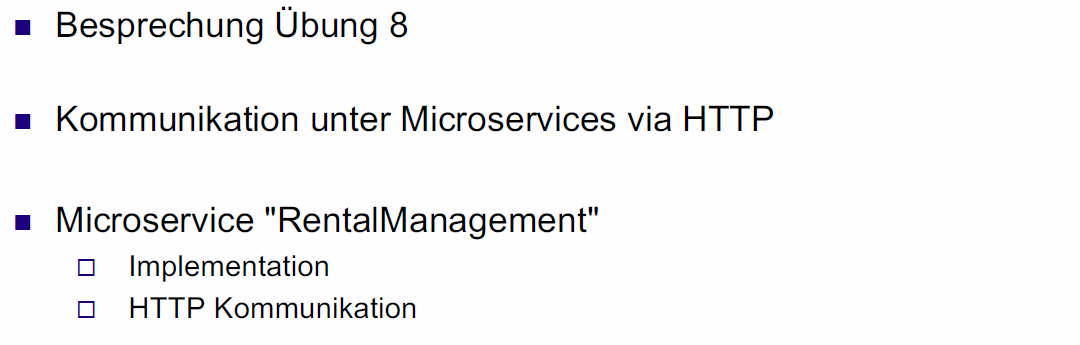 Besprechung Übung 8
Kommunikation unter Microservices via HTTP
Microservice "RentalManagement"
Implementation
HTTP Kommunikation